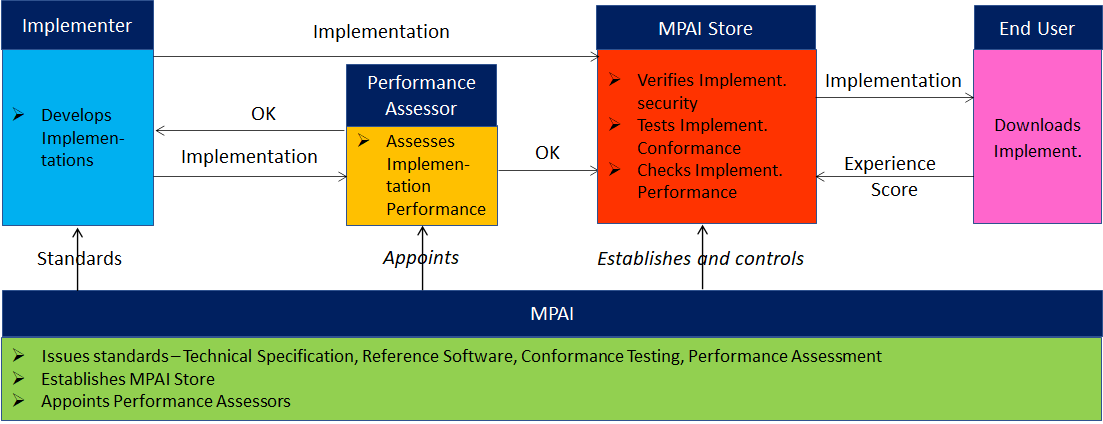 Implementer
Implementation
MPAI Store
End User
➢ Develops
Implemen-
tations
OK
Implementation
Performance
Assessor
➢ Assesses
Implemen-
tation
Performance
OK
➢ Verifies Implement.
security
➢ Tests Implement.
Conformance
➢ Checks Implement.
Performance
Implementation
Experience
Score
Downloads
Implement.
Standards
Appoints
Establishes and controls
MPAI
➢ Issues standards – Technical Specification, Reference Software, Conformance Testing, Performance Assessment
➢ Establishes MPAI Store
➢ Appoints Performance Assessors